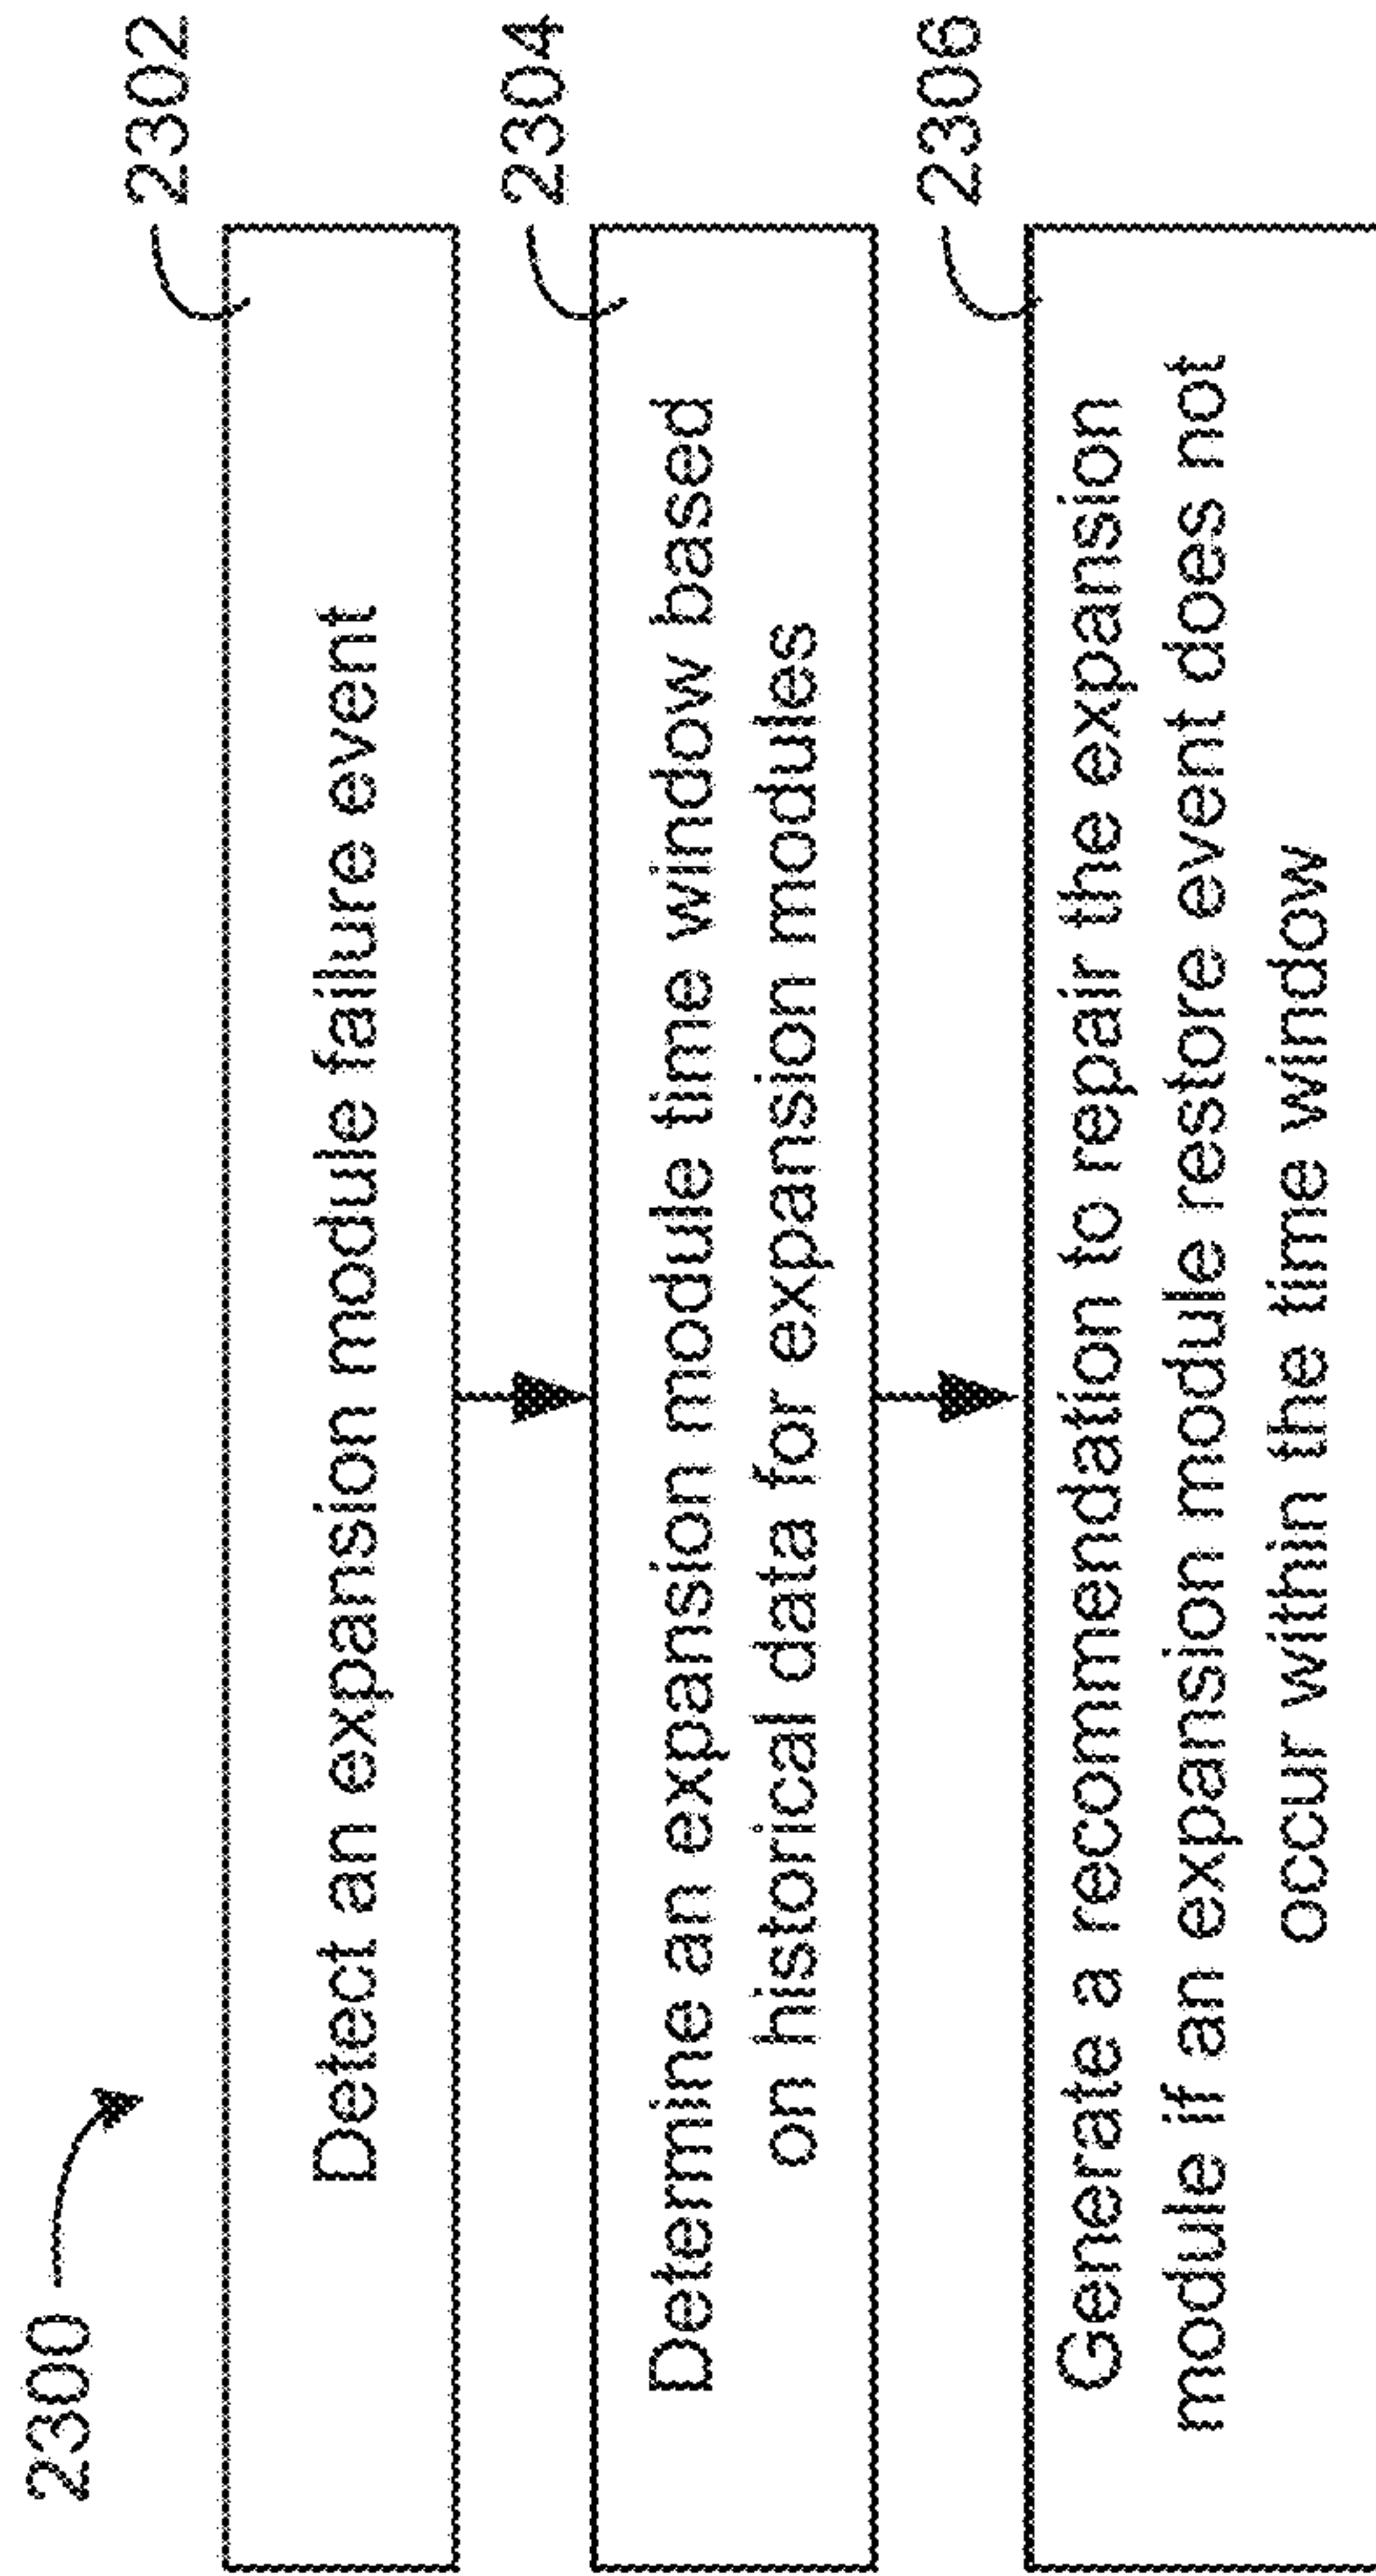 2300
2302
Detect an expansion module failure event
2304
Determine an expansion module time window based
on historical data for expansion modules
2306
Generate a recommendation to repair the expansion
module if an expansion module restore event does not
occur within the time window